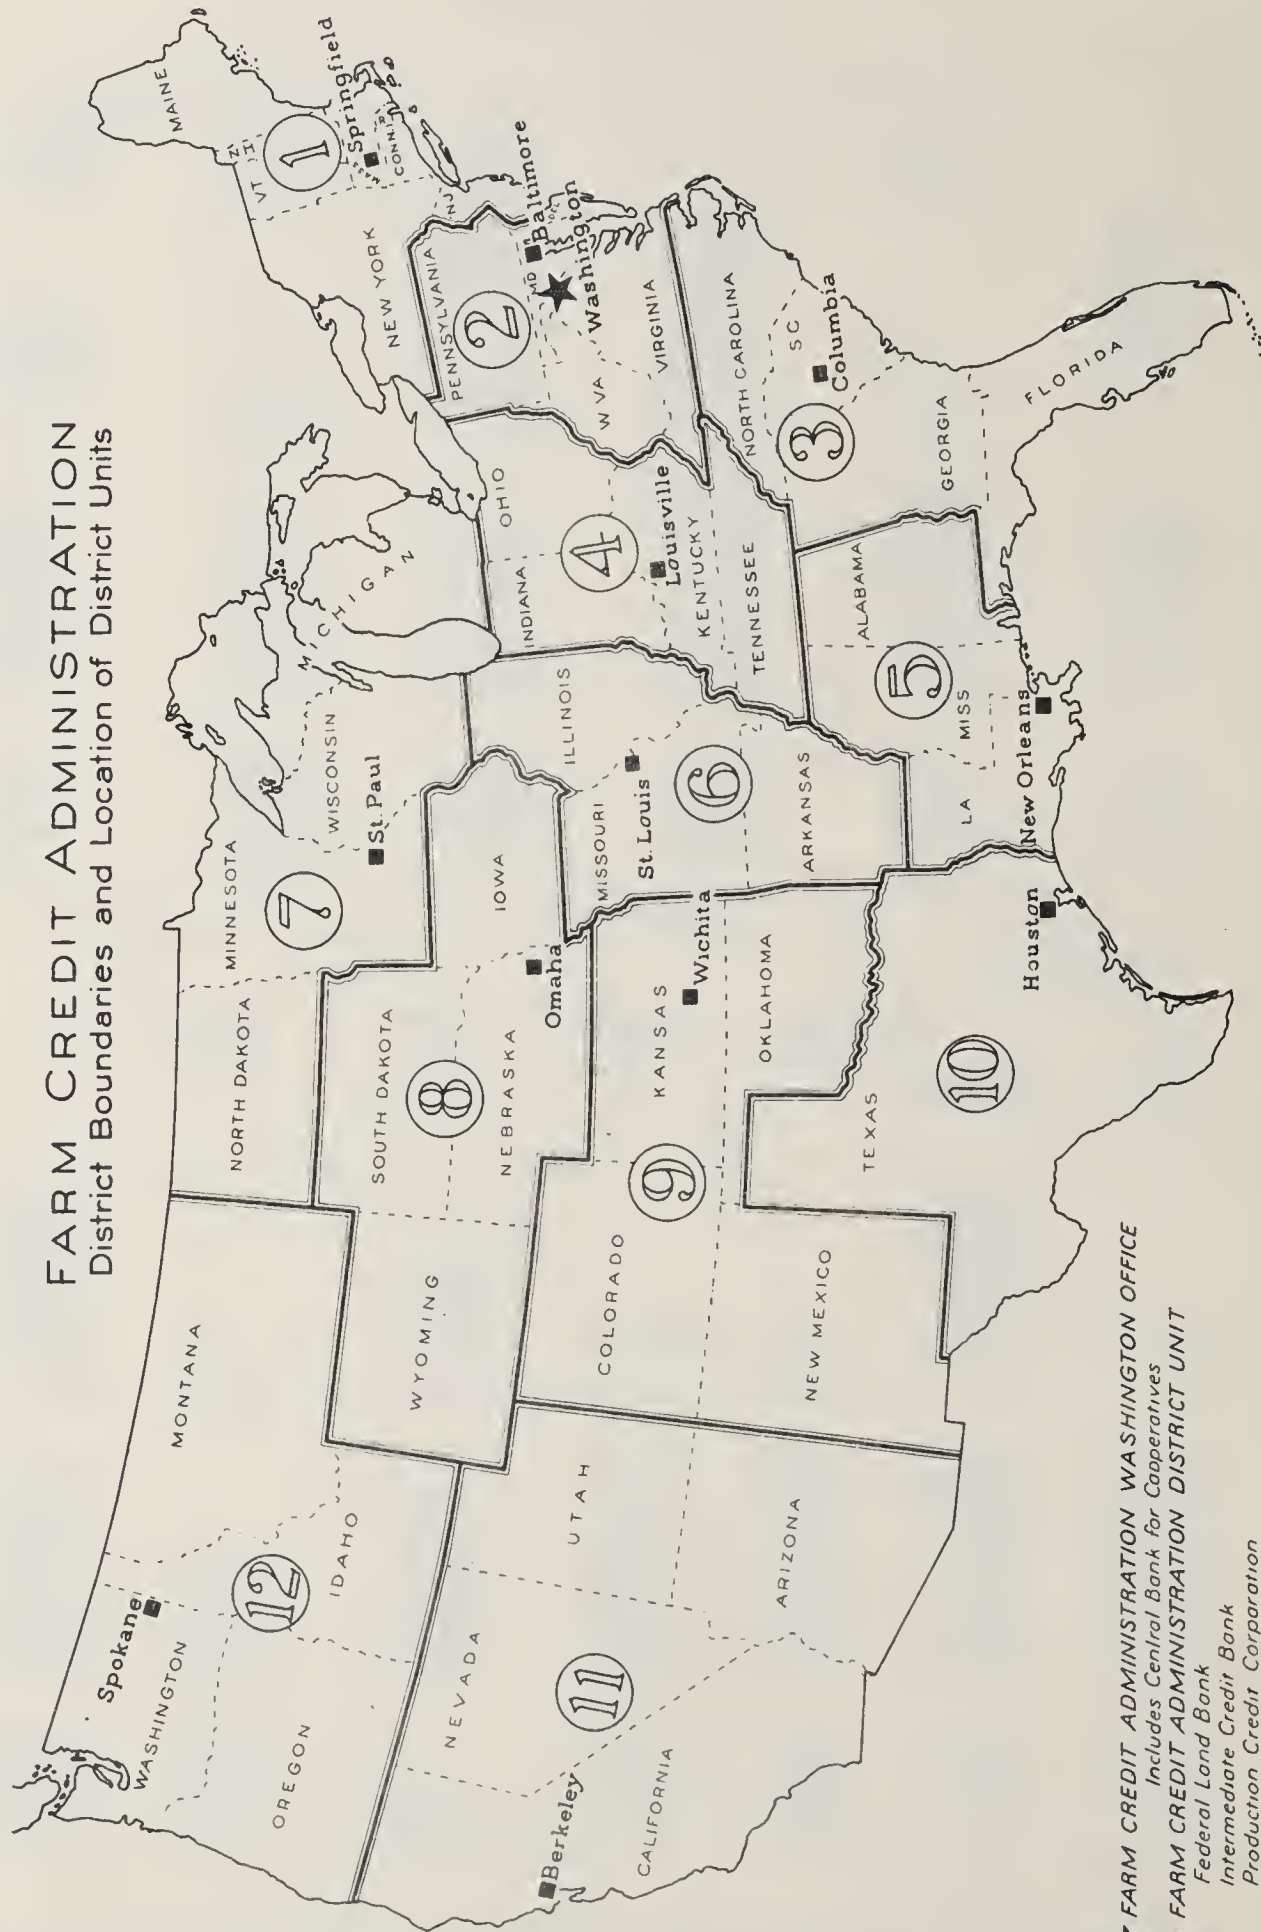 FARM CREDIT ADMINISTRATION
District Boundaries and Location of District Units
MAINE
VT
NH
1
Springfield
MASS
CONN
RI
NEW YORK
NJ
PENNSYLVANIA
2
MD
DEL
Baltimore
Washington
W VA
VIRGINIA
NORTH CAROLINA
SC
Columbia
3
GEORGIA
FLORIDA
OHIO
INDIANA
4
Louisville
KENTUCKY
TENNESSEE
ALABAMA
5
MISS
LA
New Orleans
ILLINOIS
MISSOURI
St. Louis
6
ARKANSAS
MICHIGAN
WISCONSIN
MINNESOTA
St. Paul
7
NORTH DAKOTA
SOUTH DAKOTA
8
NEBRASKA
IOWA
Omaha
WYOMING
COLORADO
9
KANSAS
Wichita
OKLAHOMA
NEW MEXICO
TEXAS
10
Houston
MONTANA
IDAHO
12
Spokane
WASHINGTON
OREGON
NEVADA
UTAH
11
ARIZONA
CALIFORNIA
Berkeley
FARM CREDIT ADMINISTRATION WASHINGTON OFFICE
Includes Central Bank for Cooperatives
FARM CREDIT ADMINISTRATION DISTRICT UNIT
Federal Land Bank
Intermediate Credit Bank
Production Credit Corporation